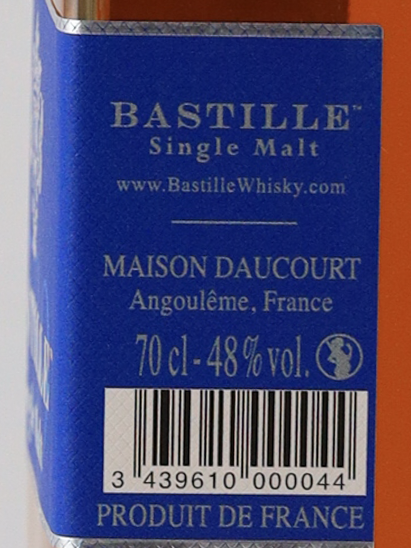 BASTILLE™
Single Malt
www.BastilleWhisky.com
MAISON DAUCOURT
Angoulême, France
70 cl - 48 % vol.
3 439610 000044
PRODUIT DE FRANCE